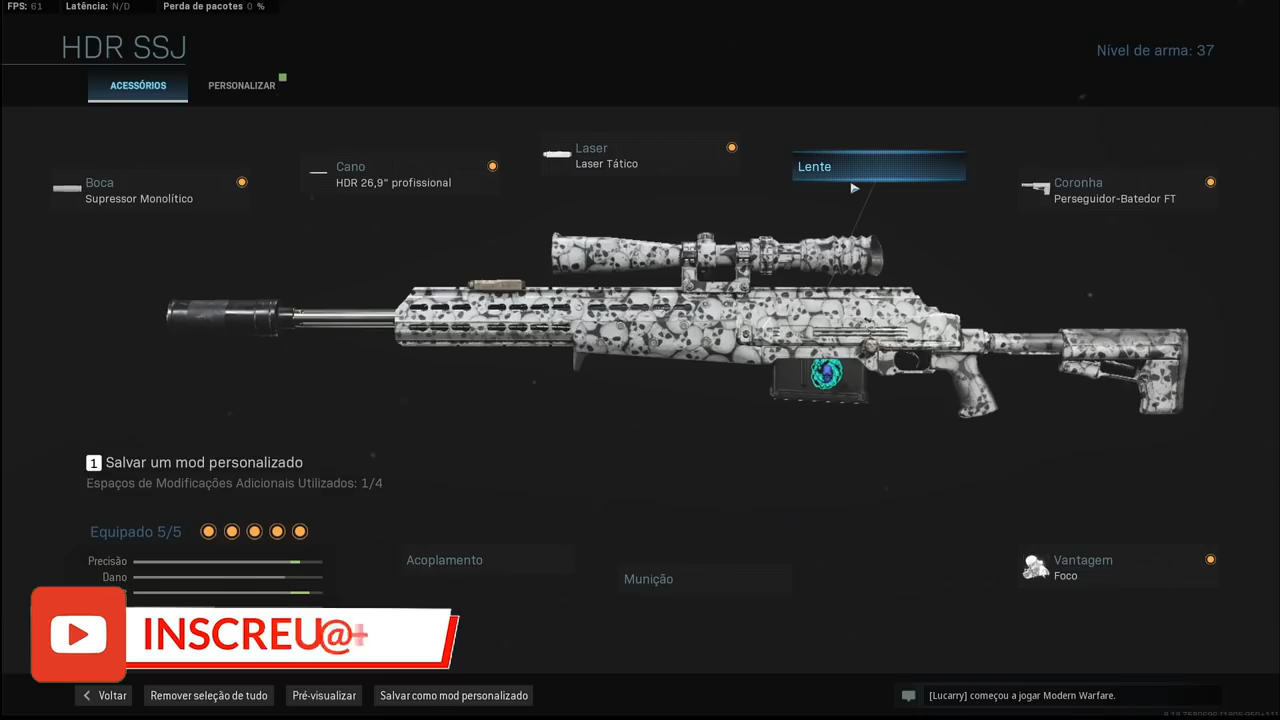 FPS: 61 Latência: N/D Perda de pacotes 0 %
HDR SSJ
Nível de arma: 37
ACESSÓRIOS PERSONALIZAR
Boca
Supressor Monolítico
Cano
HDR 26,9" profissional
Laser
Laser Tático
Lente
Coronha
Perseguidor-Batedor FT
1 Salvar um mod personalizado
Espaços de Modificações Adicionais Utilizados: 1/4
Equipado 5/5
Precisão
Dano
Acoplamento
Munição
Vantagem
Foco
INSCREU@+
Voltar Remover seleção de tudo Pré-visualizar Salvar como mod personalizado
[Lucarry] começou a jogar Modern Warfare.